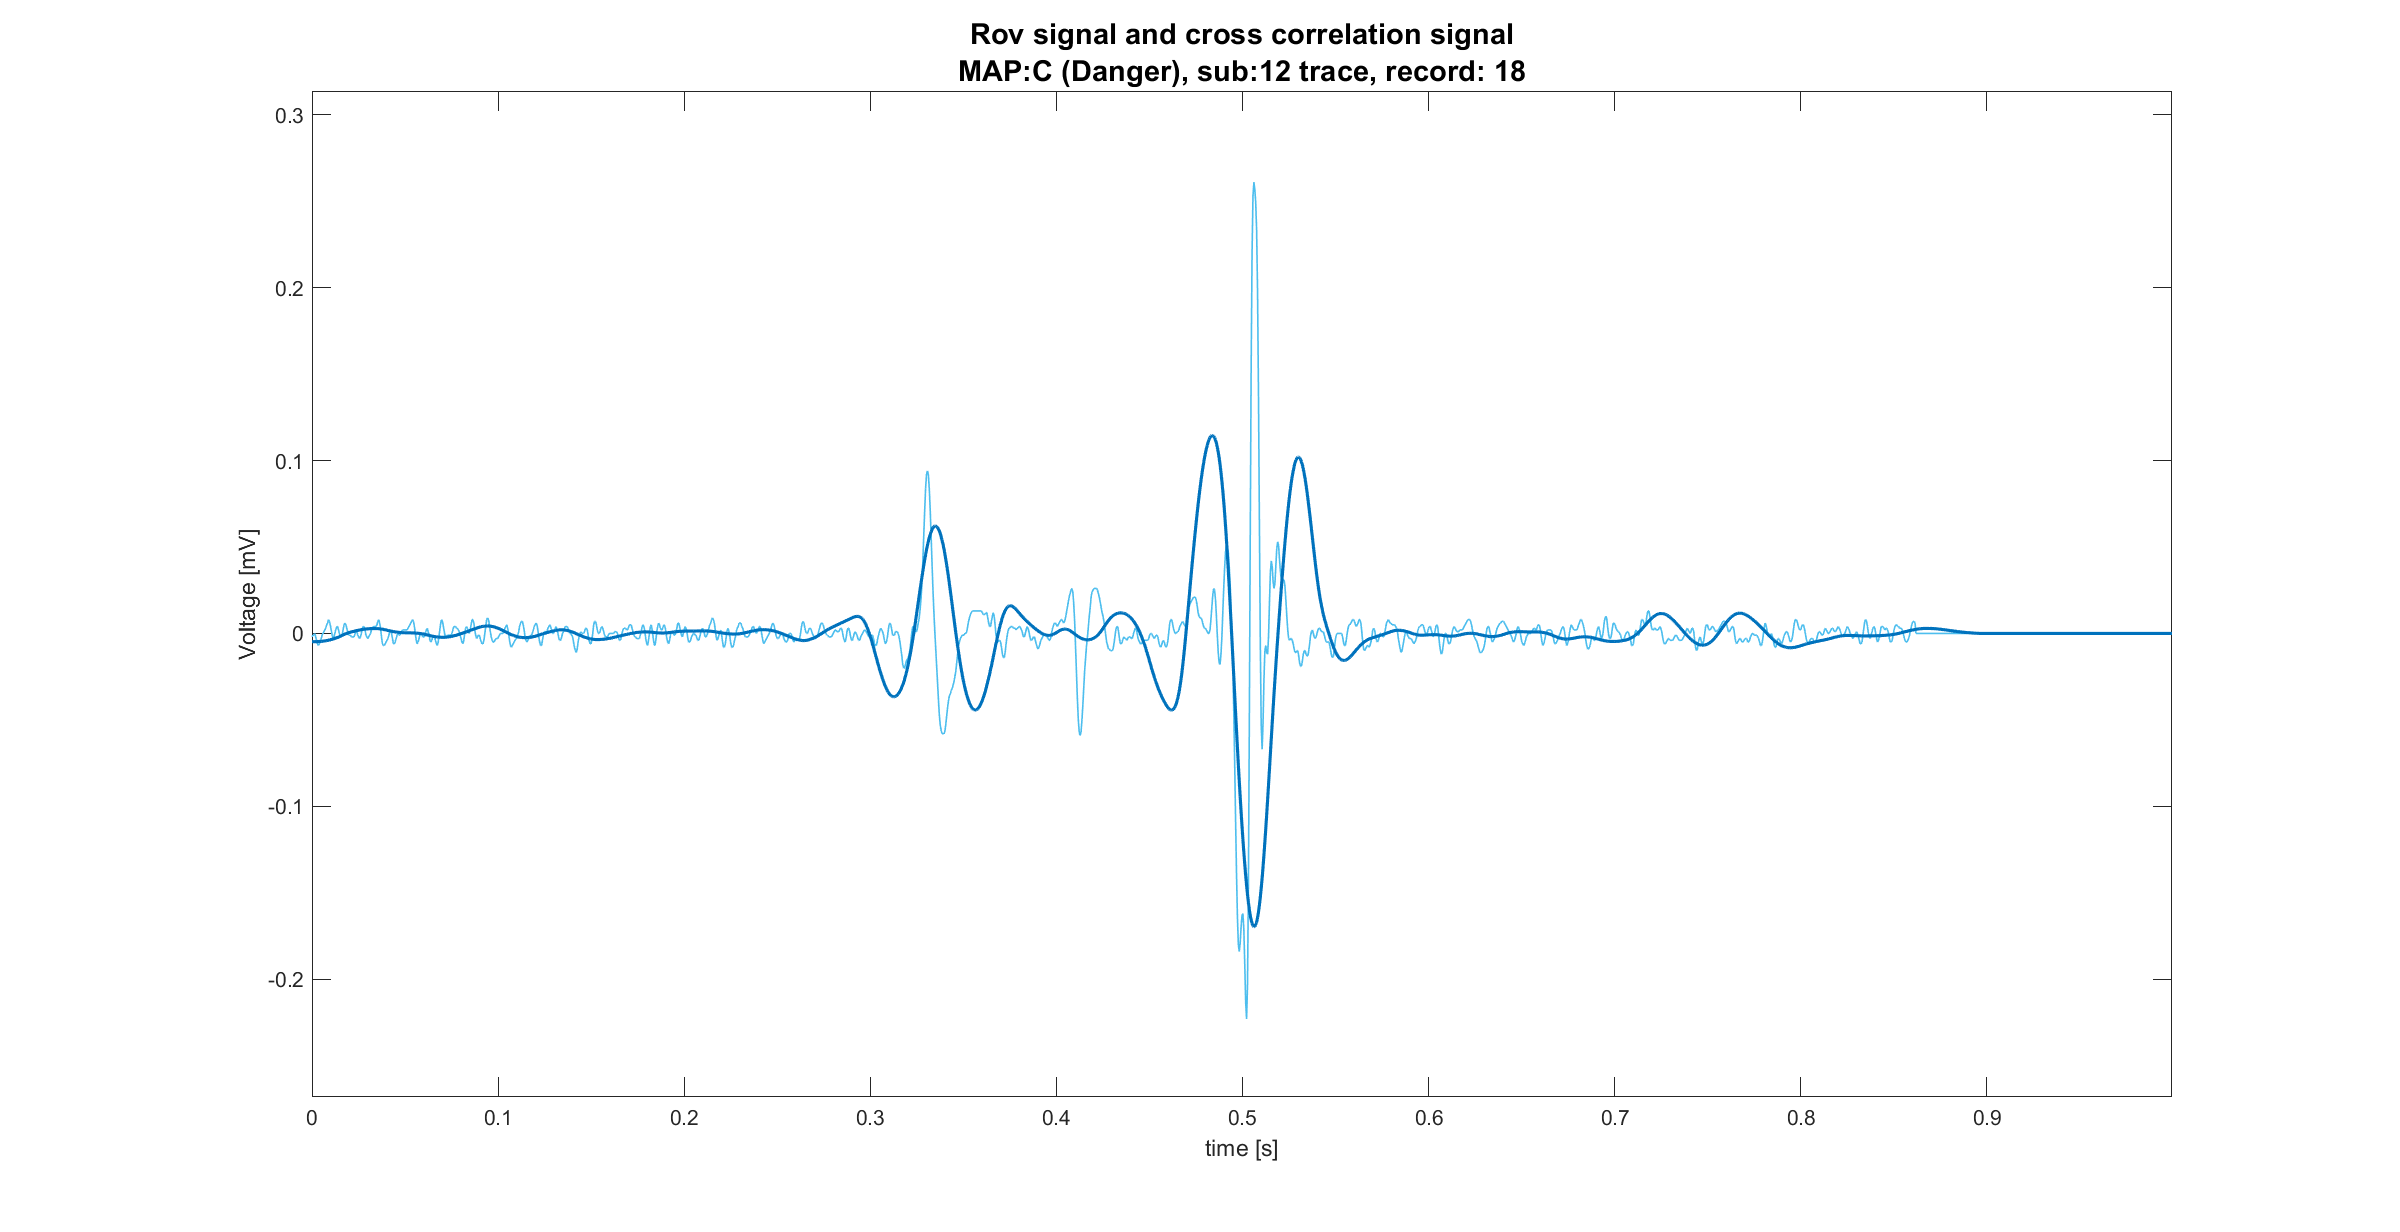 Rov signal and cross correlation signal
MAP:C (Danger), sub:12 trace, record: 18
0.3
0.2
0.1
0
-0.1
-0.2
Voltage [mV]
0 0.1 0.2 0.3 0.4 0.5 0.6 0.7 0.8 0.9
time [s]